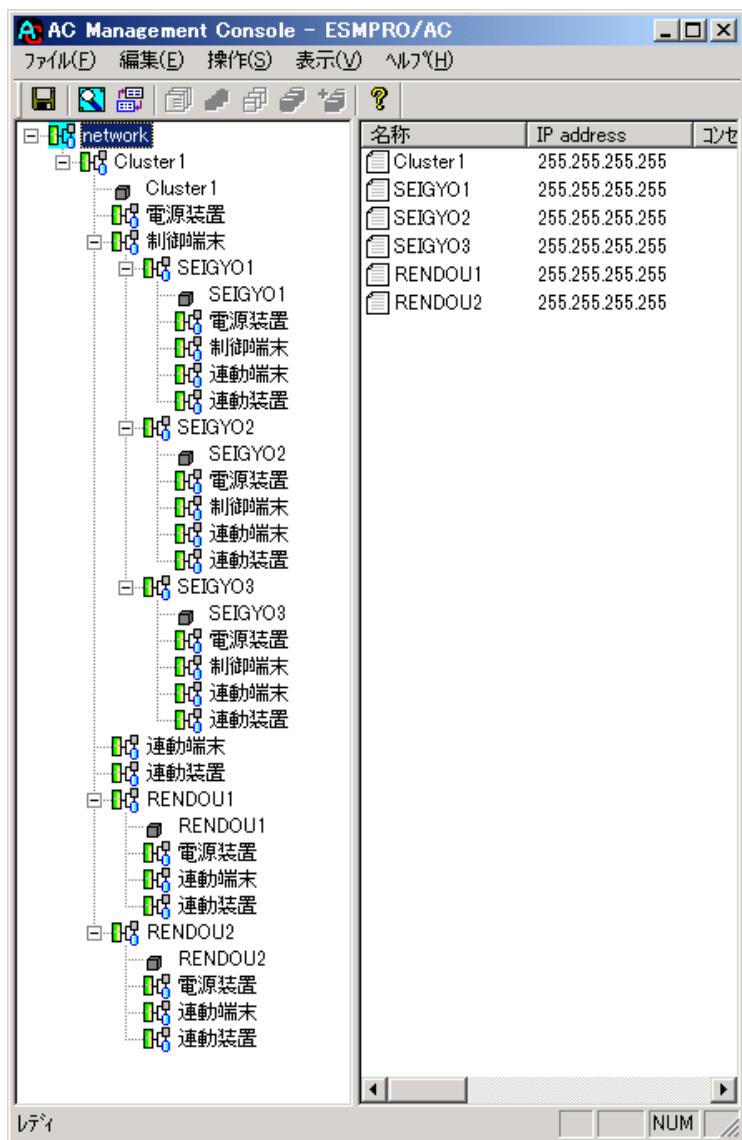 AC Management Console - ESMPRO/AC
ファイル(F) 編集(E) 操作(S) 表示(V) ヘルプ(H)
network
Cluster1
Cluster1
電源装置
制御端末
SEIGYO1
SEIGYO1
電源装置
制御端末
連動端末
連動装置
SEIGYO2
SEIGYO2
電源装置
制御端末
連動端末
連動装置
SEIGYO3
SEIGYO3
電源装置
制御端末
連動端末
連動装置
連動端末
連動装置
RENDOU1
RENDOU1
電源装置
連動端末
連動装置
RENDOU2
RENDOU2
電源装置
連動端末
連動装置
名称 IP address コンセ
Cluster1 255.255.255.255
SEIGYO1 255.255.255.255
SEIGYO2 255.255.255.255
SEIGYO3 255.255.255.255
RENDOU1 255.255.255.255
RENDOU2 255.255.255.255
レディ NUM